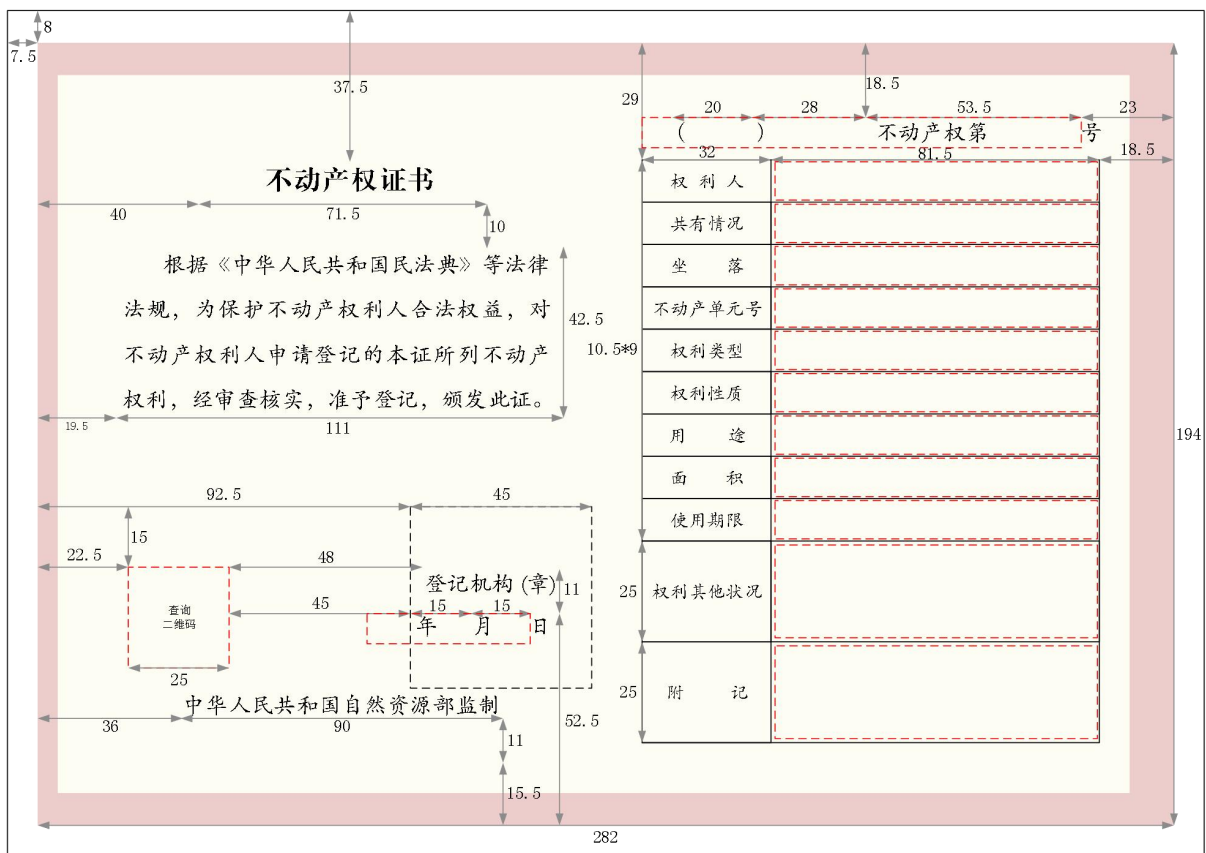 8
7.5
37.5
29
18.5
20
28
53.5
23
( ) 不动产权第 号
32
81.5
18.5
不动产权证书
40
71.5
10
根据《中华人民共和国民法典》等法律
法规，为保护不动产权利人合法权益，对
不动产权利人申请登记的本证所列不动产
权利，经审查核实，准予登记，颁发此证。
42.5
19.5
111
92.5
45
15
22.5
48
登记机构(章)
11
45
15
15
年 月 日
查询
二维码
25
中华人民共和国自然资源部监制
36
90
52.5
11
15.5
10.5*9
权利人
共有情况
坐 落
不动产单元号
权利类型
权利性质
用 途
面 积
使用期限
25
权利其他状况
25
附 记
194
282